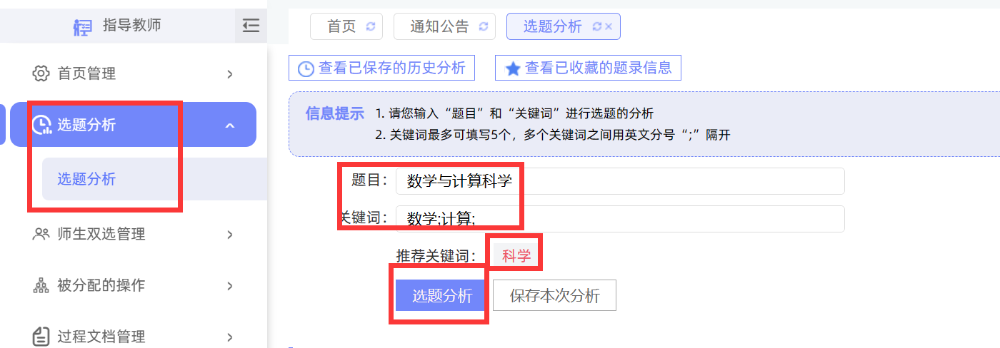 指导教师
首页管理
选题分析
选题分析
师生双选管理
被分配的操作
过程文档管理
首页
通知公告
选题分析
查看已保存的历史分析
查看已收藏的题录信息
信息提示
1. 请您输入“题目”和“关键词”进行选题的分析
2. 关键词最多可填写5个，多个关键词之间用英文分号“;”隔开
题目：
数学与计算科学
关键词：
数学;计算;
推荐关键词：
科学
选题分析
保存本次分析